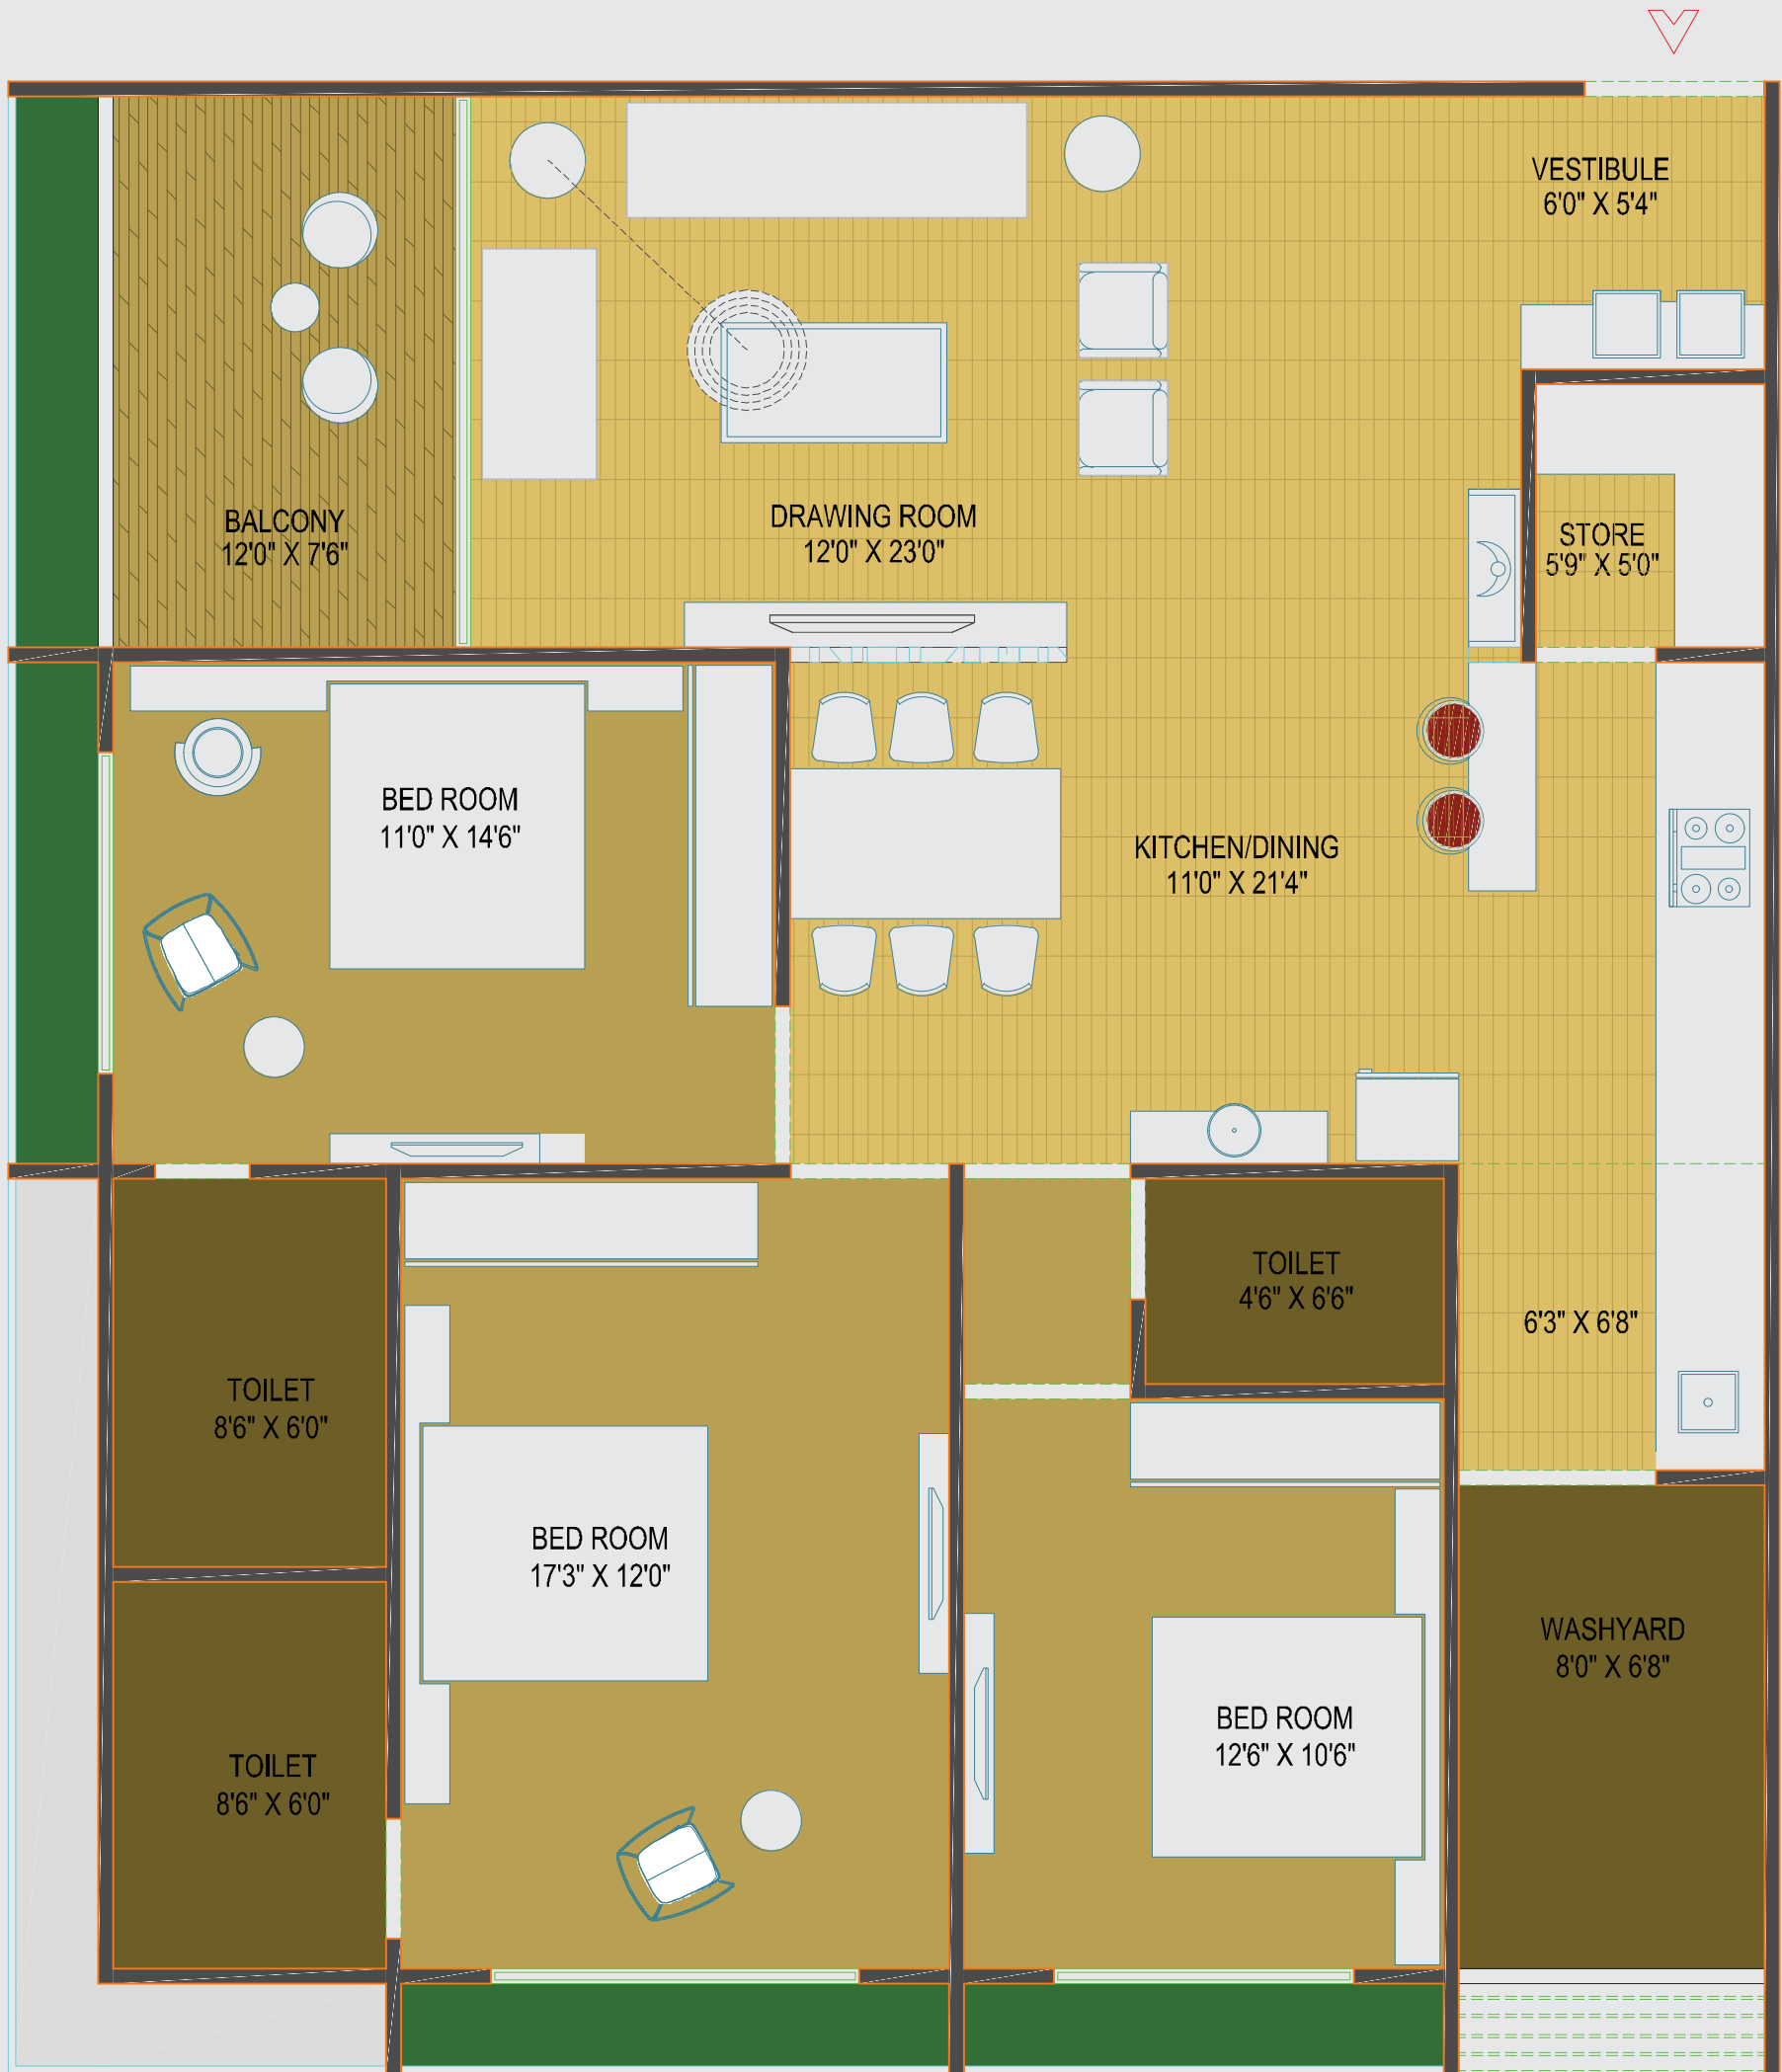 VESTIBULE
6'0" X 5'4"
BALCONY
12'0" X 7'6"
DRAWING ROOM
12'0" X 23'0"
STORE
5'9" X 5'0"
BED ROOM
11'0" X 14'6"
KITCHEN/DINING
11'0" X 21'4"
TOILET
4'6" X 6'6"
6'3" X 6'8"
TOILET
8'6" X 6'0"
BED ROOM
17'3" X 12'0"
WASHYARD
8'0" X 6'8"
BED ROOM
12'6" X 10'6"
TOILET
8'6" X 6'0"